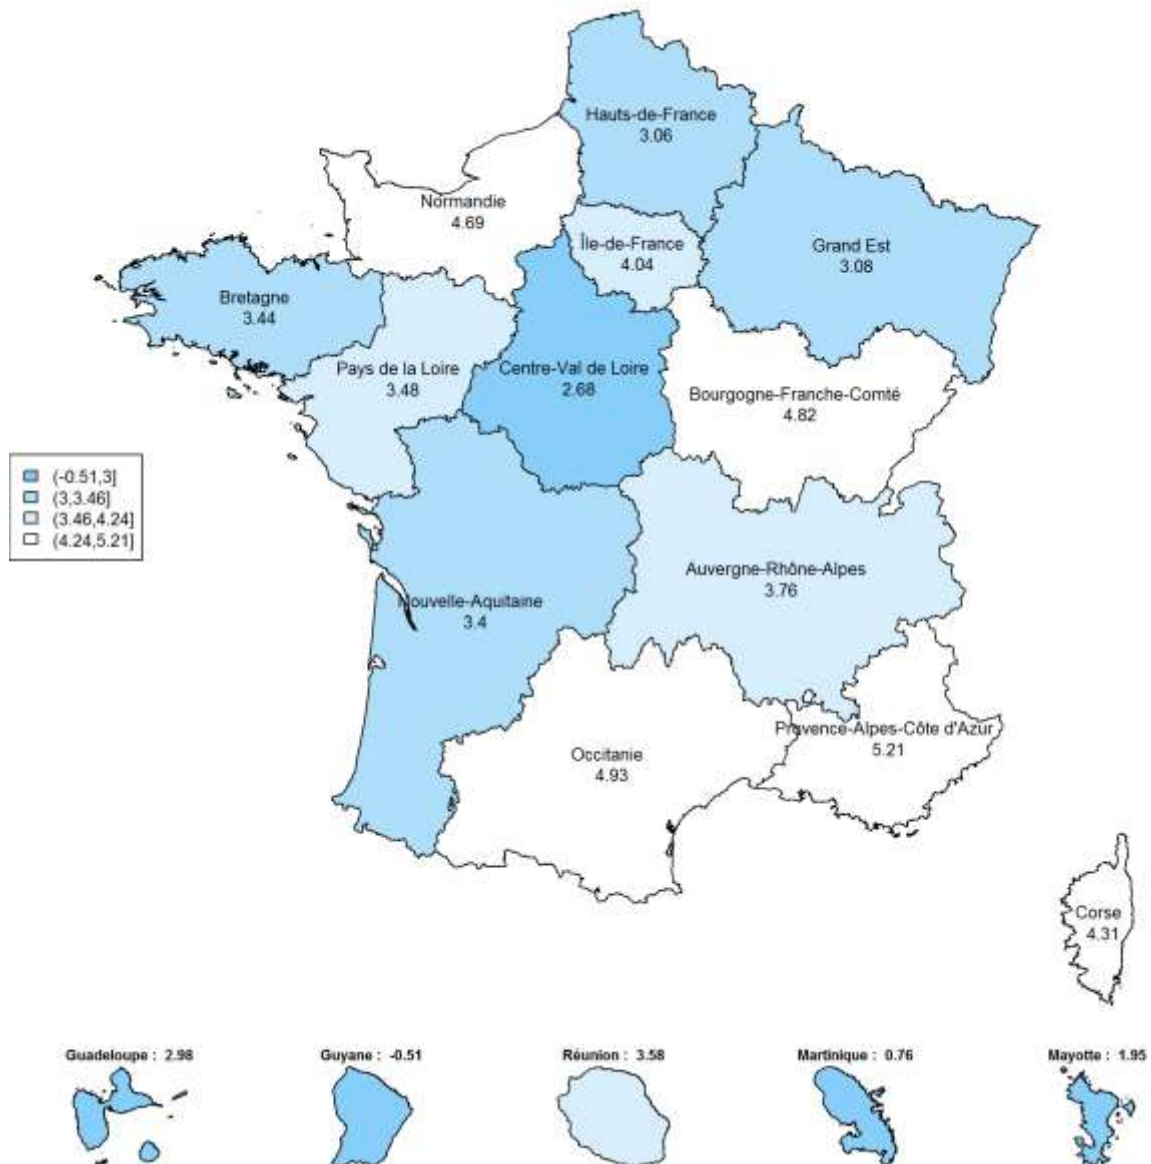 Hauts-de-France
3.06
Normandie
4.69
Île-de-France
4.04
Grand Est
3.08
Bretagne
3.44
Pays de la Loire
3.48
Centre-Val de Loire
2.68
Bourgogne-Franche-Comté
4.82
(-0.51,3]
(3,3.46]
(3.46,4.24]
(4.24,5.21]
Auvergne-Rhône-Alpes
3.76
Nouvelle-Aquitaine
3.4
Provence-Alpes-Côte d'Azur
5.21
Occitanie
4.93
Corse
4.31
Guadeloupe : 2.98
Guyane : -0.51
Réunion : 3.58
Martinique : 0.76
Mayotte : 1.95